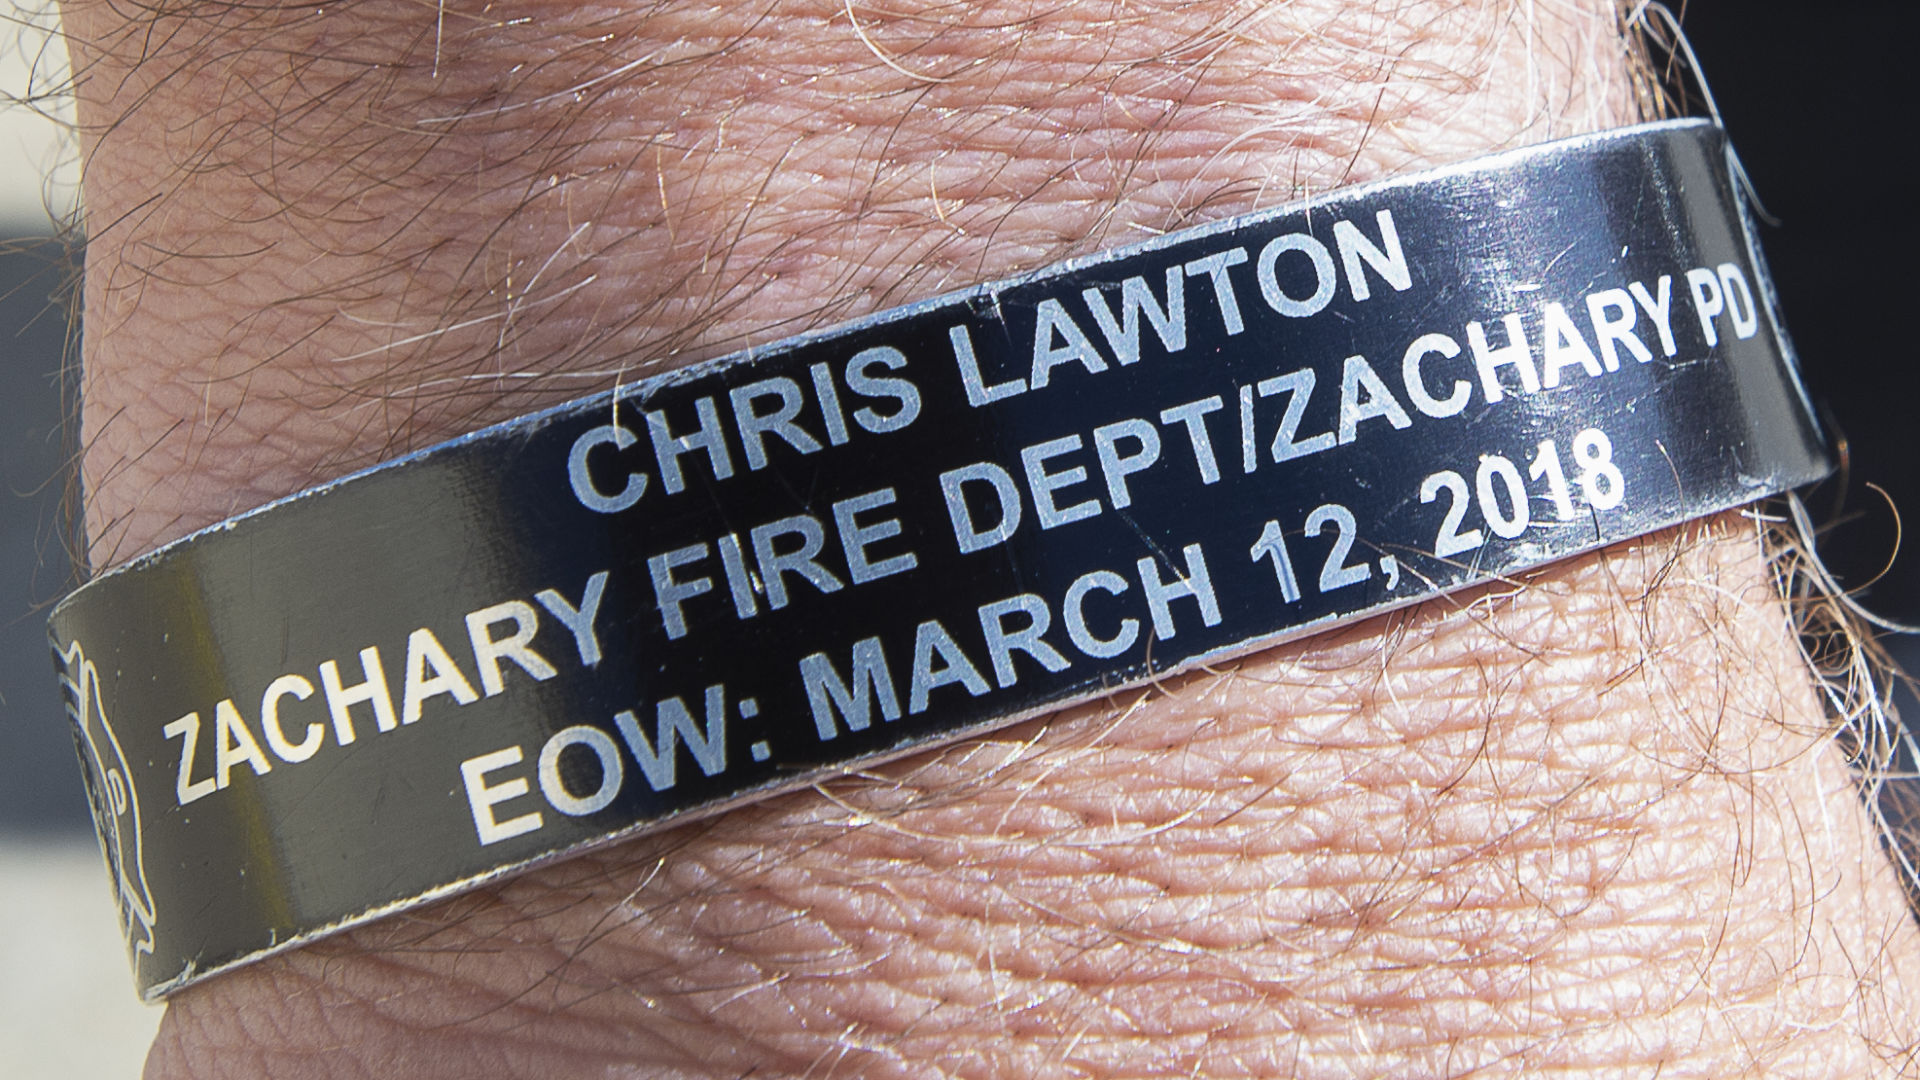 CHRIS LAWTON
ZACHARY FIRE DEPT/ZACHARY PD
EOW: MARCH 12, 2018